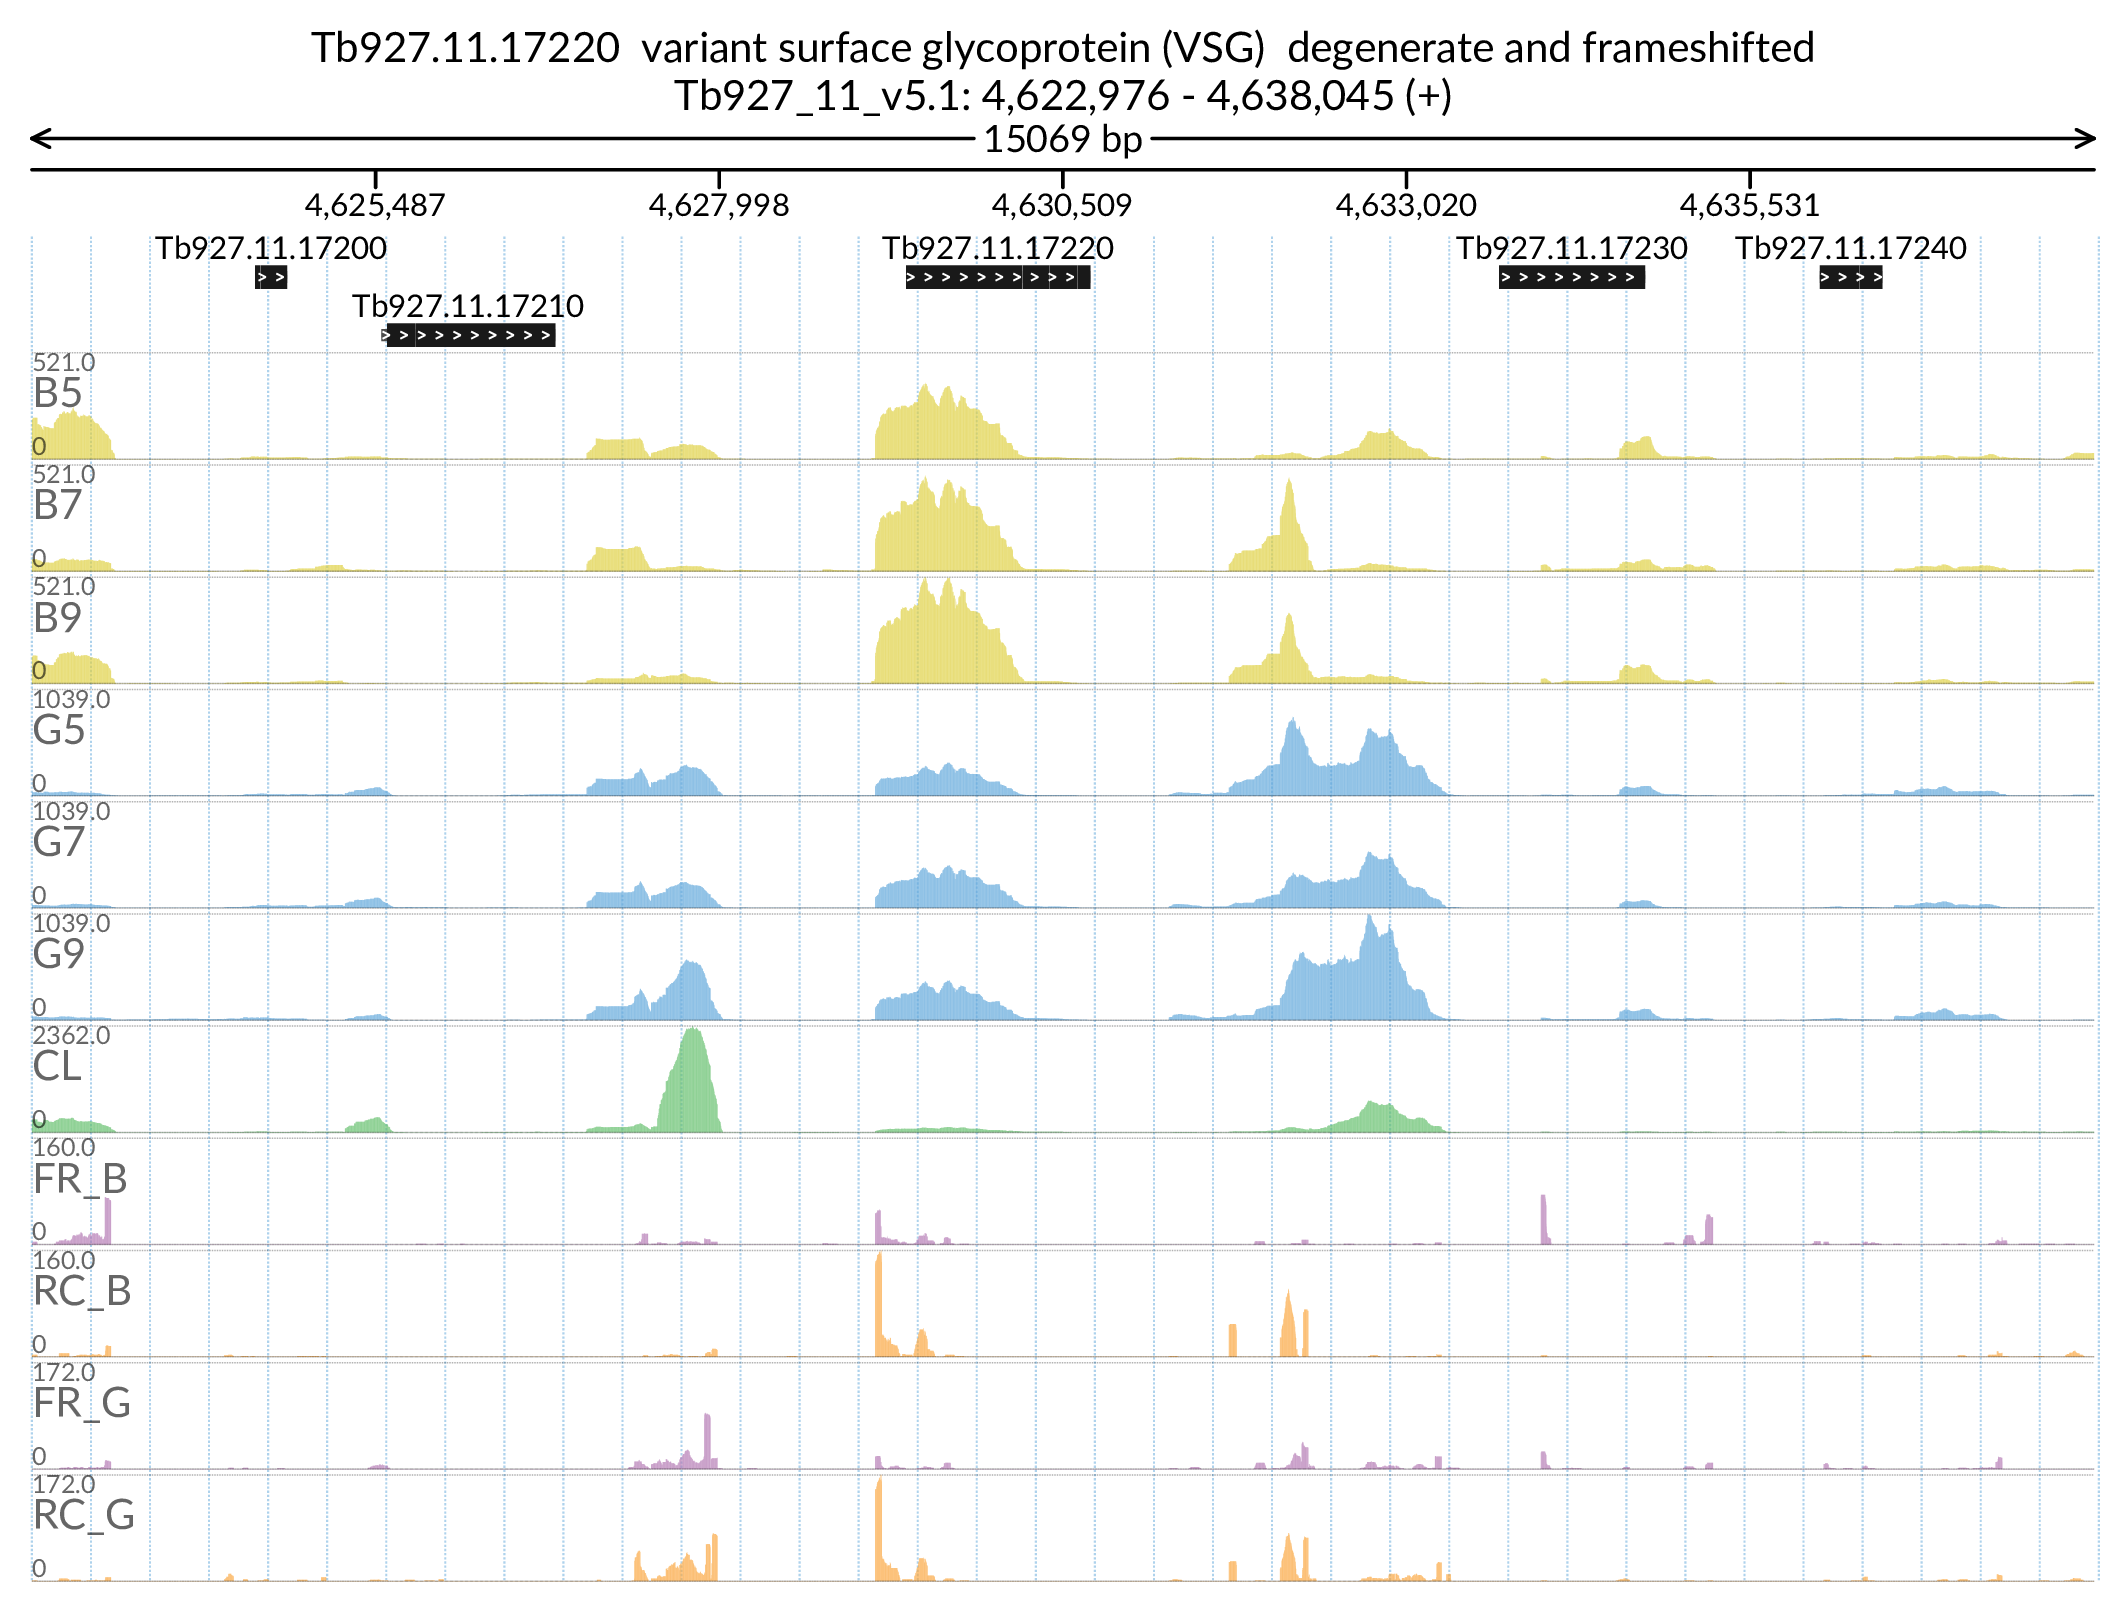 Tb927.11.17220 variant surface glycoprotein (VSG) degenerate and frameshifted
Tb927_11_v5.1: 4,622,976 - 4,638,045 (+)
15069 bp
4,625,487 4,627,998 4,630,509 4,633,020 4,635,531
Tb927.11.17200 Tb927.11.17220 Tb927.11.17230 Tb927.11.17240
Tb927.11.17210
521.0
B5
0
521.0
B7
0
521.0
B9
0
1039.0
G5
0
1039.0
G7
0
1039.0
G9
0
2362.0
CL
0
160.0
FR_B
0
160.0
RC_B
0
172.0
FR_G
0
172.0
RC_G
0